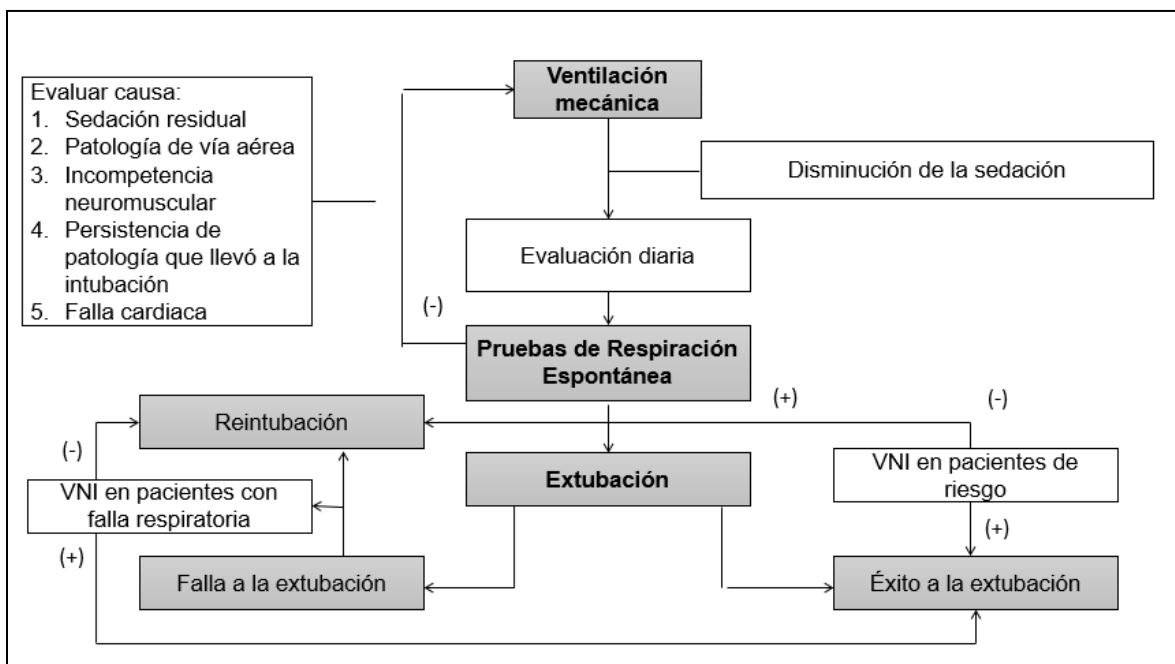 Ventilación
mecánica
Evaluar causa:
1. Sedación residual
2. Patología de vía aérea
3. Incompetencia
neuromuscular
4. Persistencia de
patología que llevó a la
intubación
5. Falla cardiaca
Disminución de la sedación
Evaluación diaria
(-)
Pruebas de Respiración
Espontánea
(+)
(-)
Reintubación
(-)
VNI en pacientes con
falla respiratoria
(+)
Extubación
VNI en pacientes de
riesgo
(+)
Falla a la extubación
Éxito a la extubación